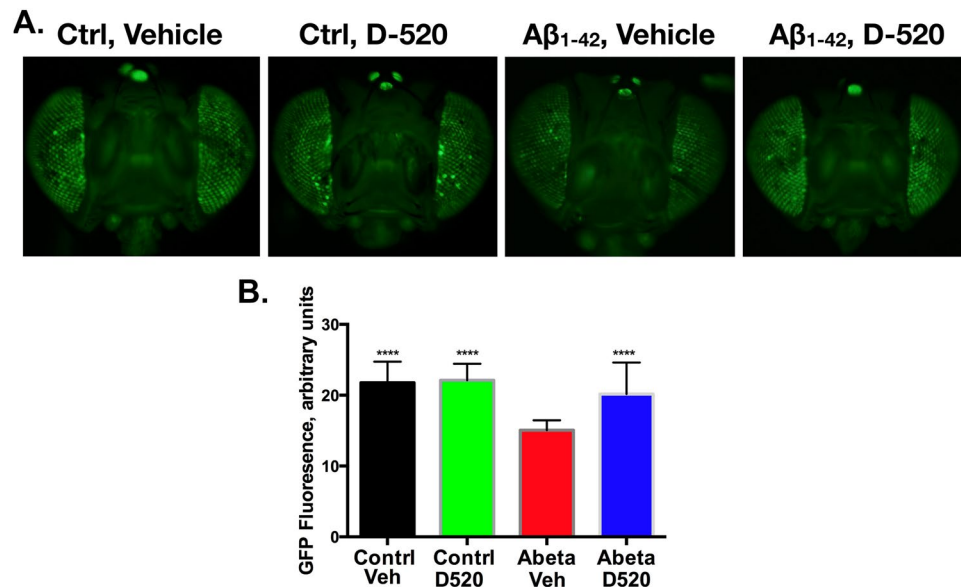 A.
Ctrl, Vehicle
Ctrl, D-520
Aβ₁₋₄₂, Vehicle
Aβ₁₋₄₂, D-520
B.
GFP Fluoresence, arbitrary units
30
20
10
0
****
****
****
Contrl
Veh
Contrl
D520
Abeta
Veh
Abeta
D520